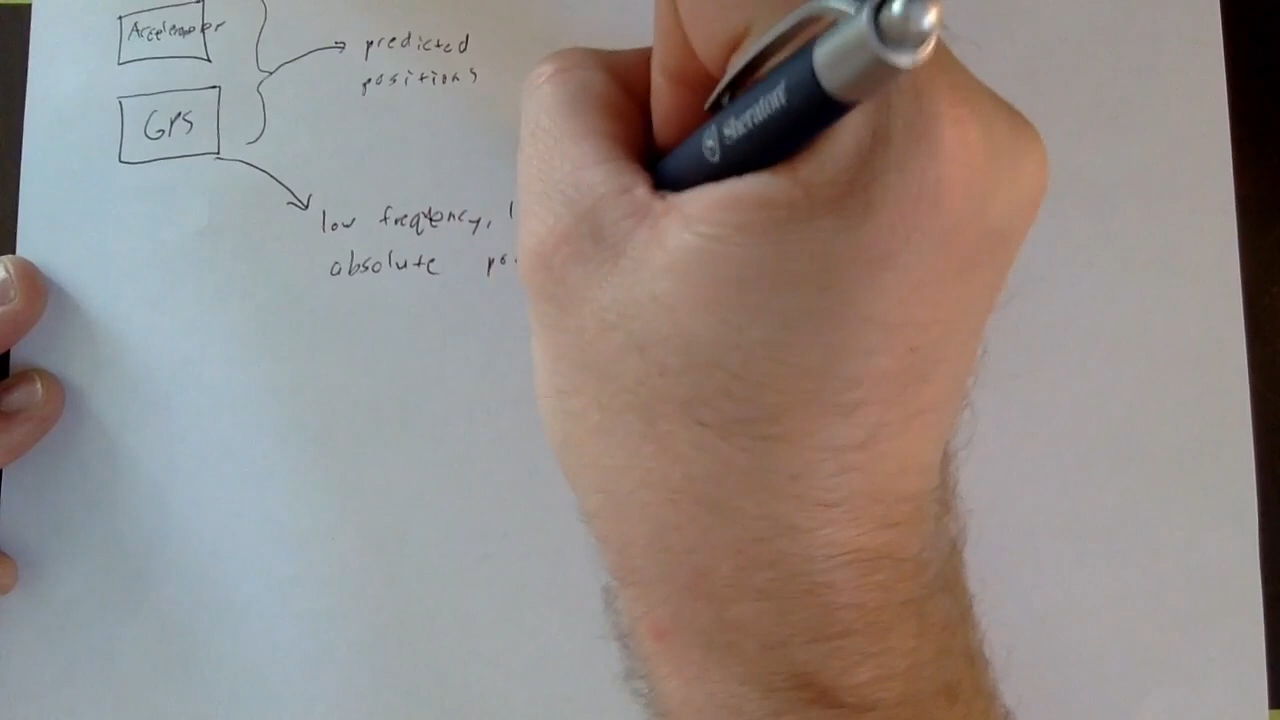 Accelerometer
predicted
positions
GPS
low frequency,
absolute
Sheraton